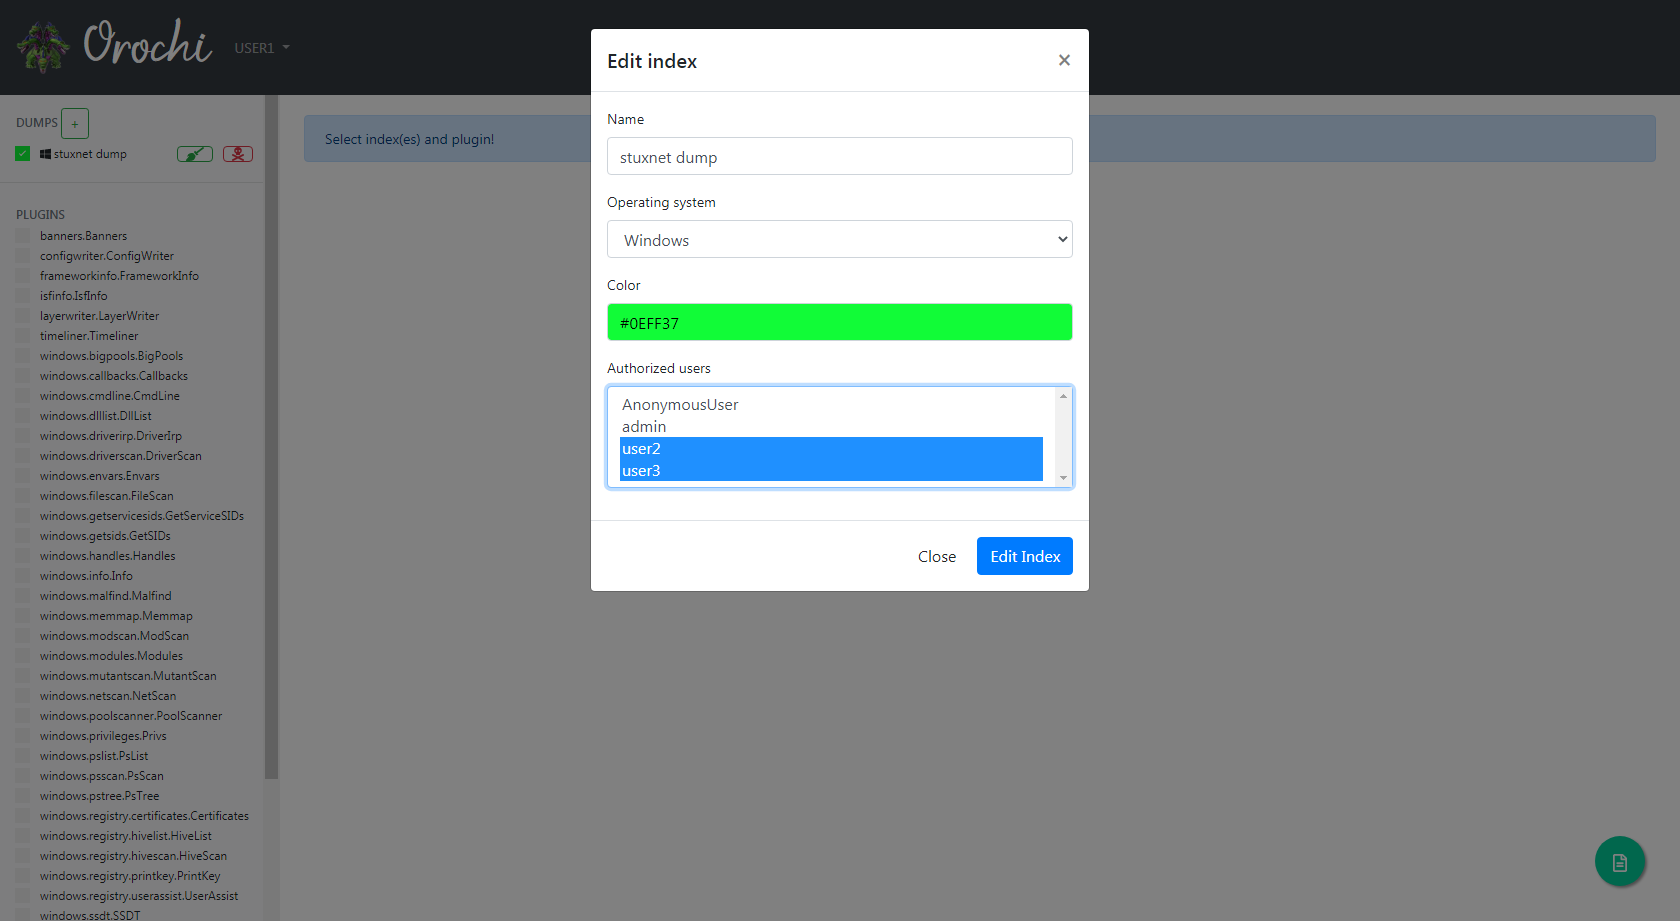 Orochi
USER1
DUMPS +
stuxnet dump
PLUGINS
banners.Banners
configwriter.ConfigWriter
frameworkinfo.FrameworkInfo
isfinfo.IsfInfo
layerwriter.LayerWriter
timeliner.Timeliner
windows.bigpools.BigPools
windows.callbacks.Callbacks
windows.cmdline.CmdLine
windows.dlllist.DllList
windows.driverirp.DriverIrp
windows.driverscan.DriverScan
windows.envars.Envars
windows.filescan.FileScan
windows.getservicesids.GetServiceSIDs
windows.getsids.GetSIDs
windows.handles.Handles
windows.info.Info
windows.malfind.Malfind
windows.memmap.Memmap
windows.modscan.ModScan
windows.modules.Modules
windows.mutantscan.MutantScan
windows.netscan.NetScan
windows.poolscanner.PoolScanner
windows.privileges.Privs
windows.pslist.PsList
windows.psscan.PsScan
windows.pstree.PsTree
windows.registry.certificates.Certificates
windows.registry.hivelist.HiveList
windows.registry.hivescan.HiveScan
windows.registry.printkey.PrintKey
windows.registry.userassist.UserAssist
windows.ssdt.SSDT
Select index(es) and plugin!
Edit index ×
Name
stuxnet dump
Operating system
Windows
Color
#0EFF37
Authorized users
AnonymousUser
admin
user2
user3
Close Edit Index